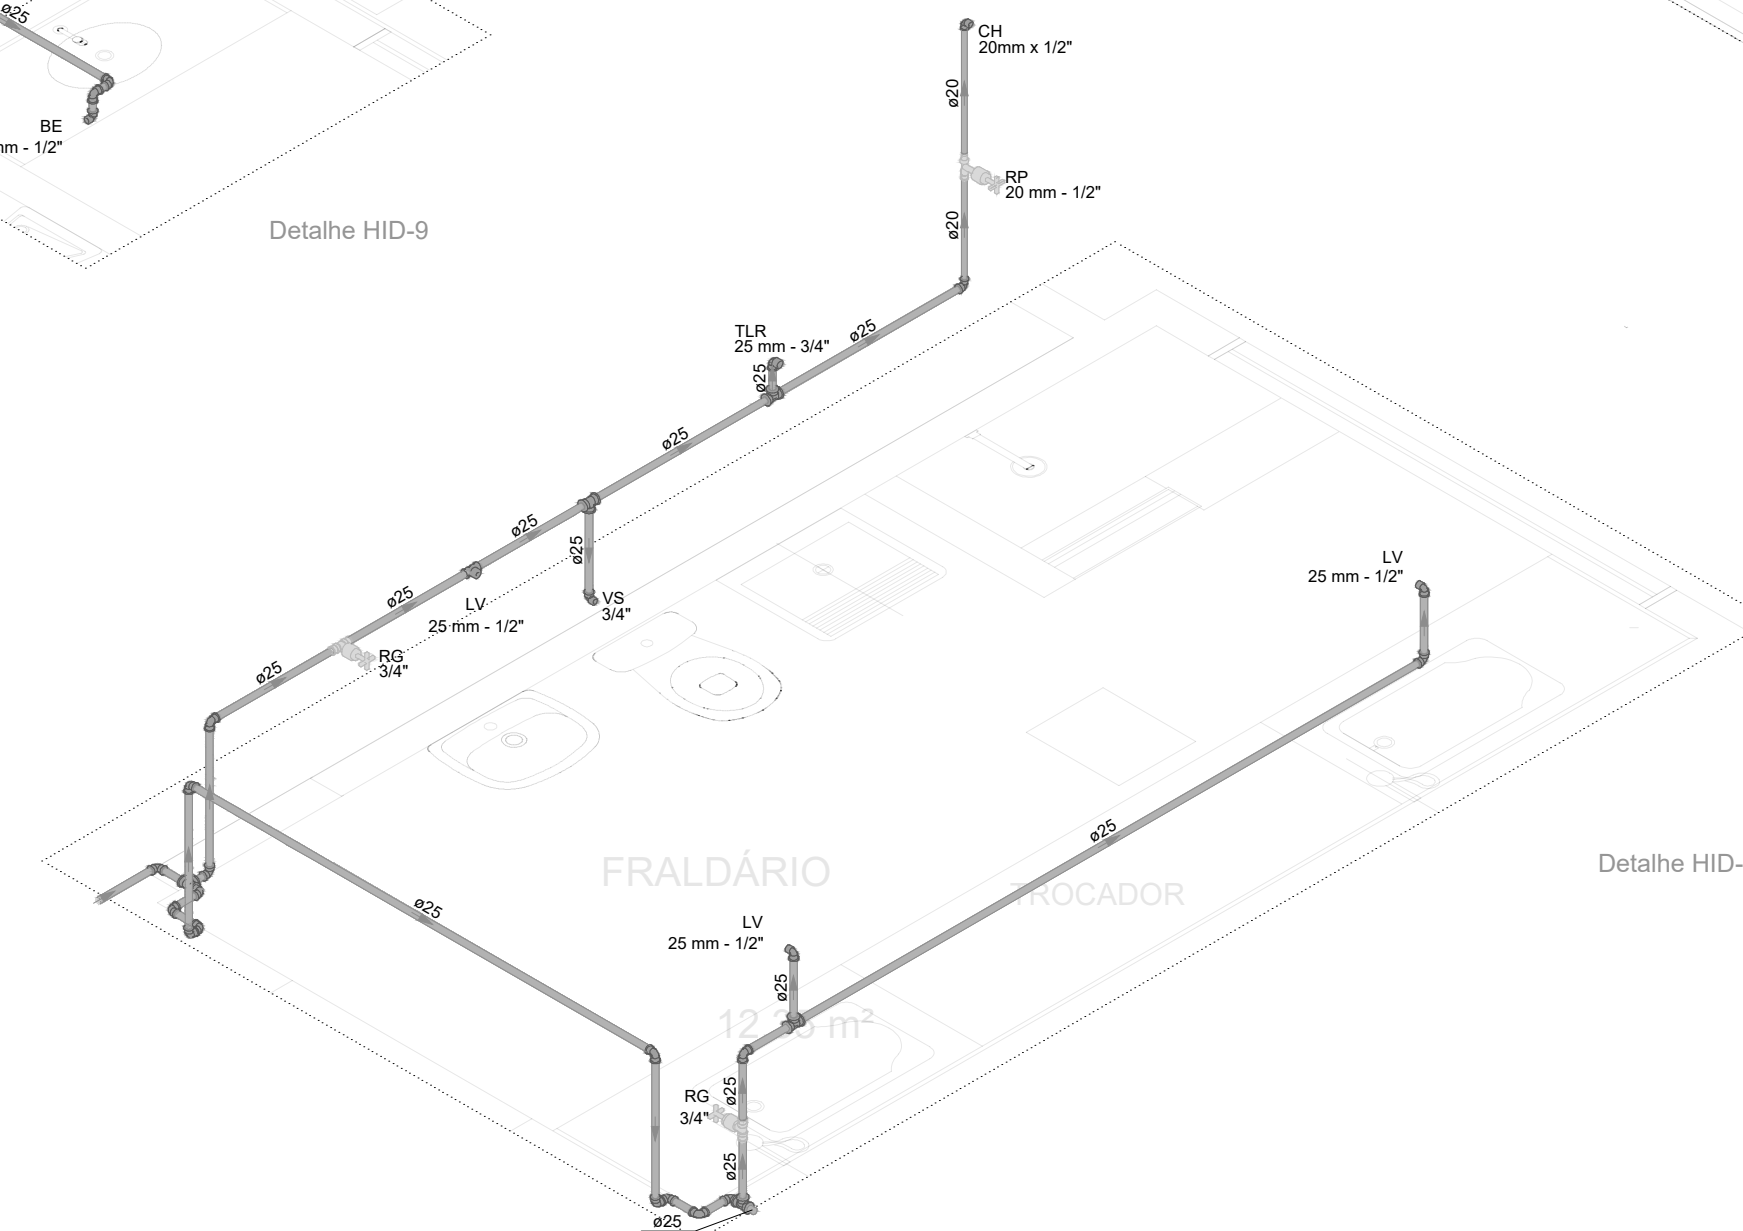 ø25
BE
mm - 1/2"
Detalhe HID-9
CH
20mm x 1/2"
ø20
RP
20 mm - 1/2"
ø20
TLR
25 mm - 3/4"
ø25
ø25
ø25
ø25
ø25
VS
3/4"
ø25
LV
25 mm - 1/2"
RG
3/4"
ø25
LV
25 mm - 1/2"
ø25
FRALDÁRIO
TROCADOR
Detalhe HID-
ø25
LV
25 mm - 1/2"
ø25
m²
ø25
RG
3/4"
ø25
ø25